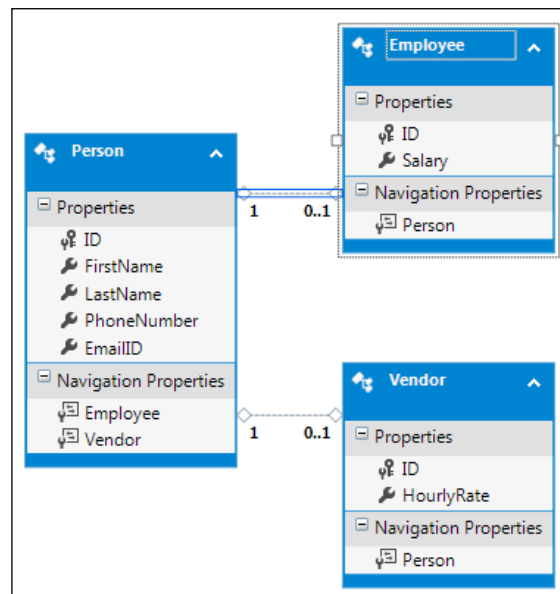 Person
Properties
ID
FirstName
LastName
PhoneNumber
EmailID
Navigation Properties
Employee
Vendor
1 0..1
1 0..1
Employee
Properties
ID
Salary
Navigation Properties
Person
Vendor
Properties
ID
HourlyRate
Navigation Properties
Person